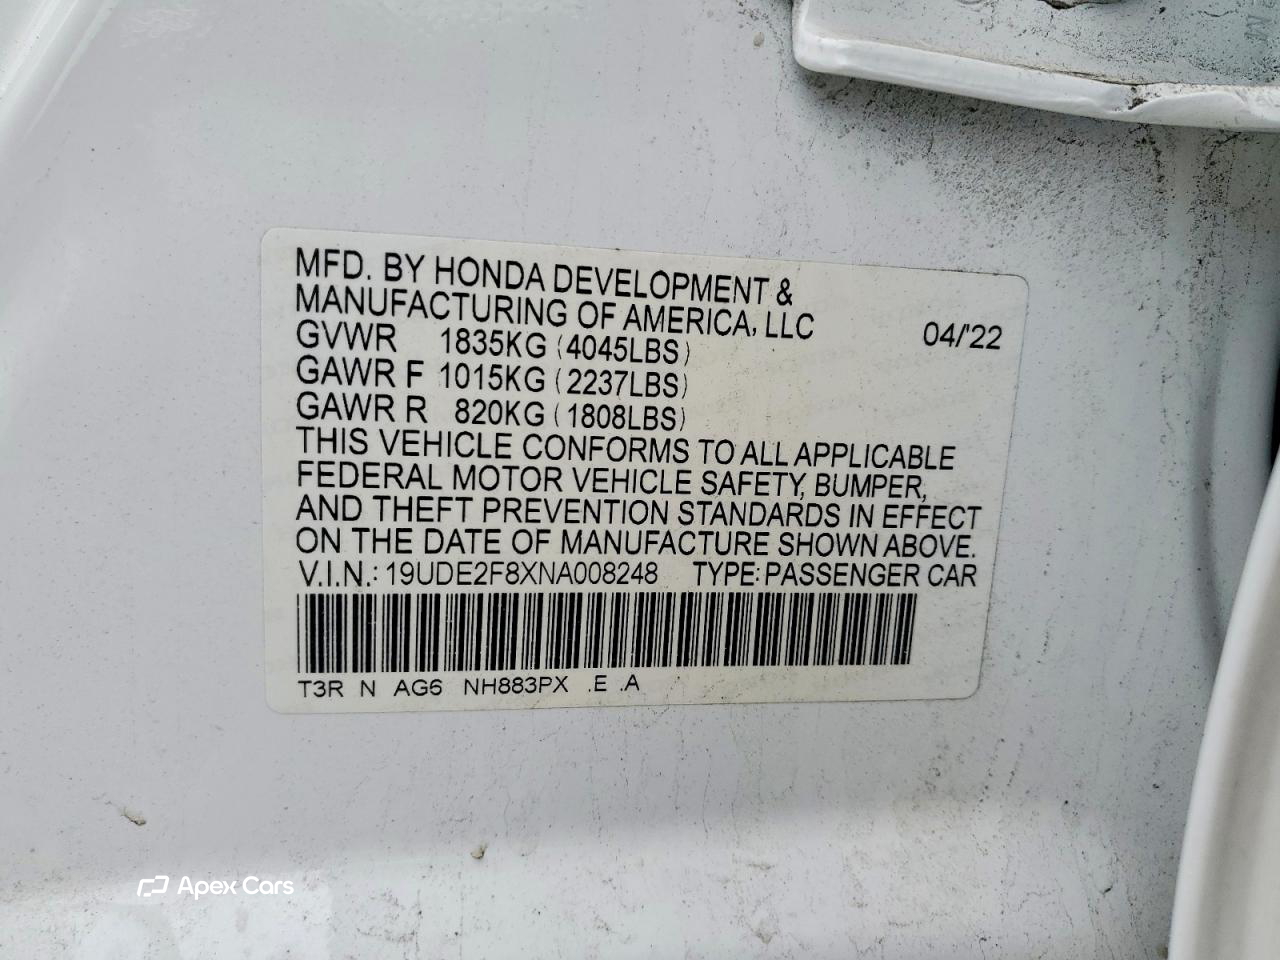 MFD. BY HONDA DEVELOPMENT &
MANUFACTURING OF AMERICA, LLC 04/'22
GVWR 1835KG (4045LBS)
GAWR F 1015KG (2237LBS)
GAWR R 820KG (1808LBS)
THIS VEHICLE CONFORMS TO ALL APPLICABLE
FEDERAL MOTOR VEHICLE SAFETY, BUMPER,
AND THEFT PREVENTION STANDARDS IN EFFECT
ON THE DATE OF MANUFACTURE SHOWN ABOVE.
V.I.N.: 19UDE2F8XNA008248 TYPE: PASSENGER CAR
T3R N AG6 NH883PX .E .A
Apex Cars